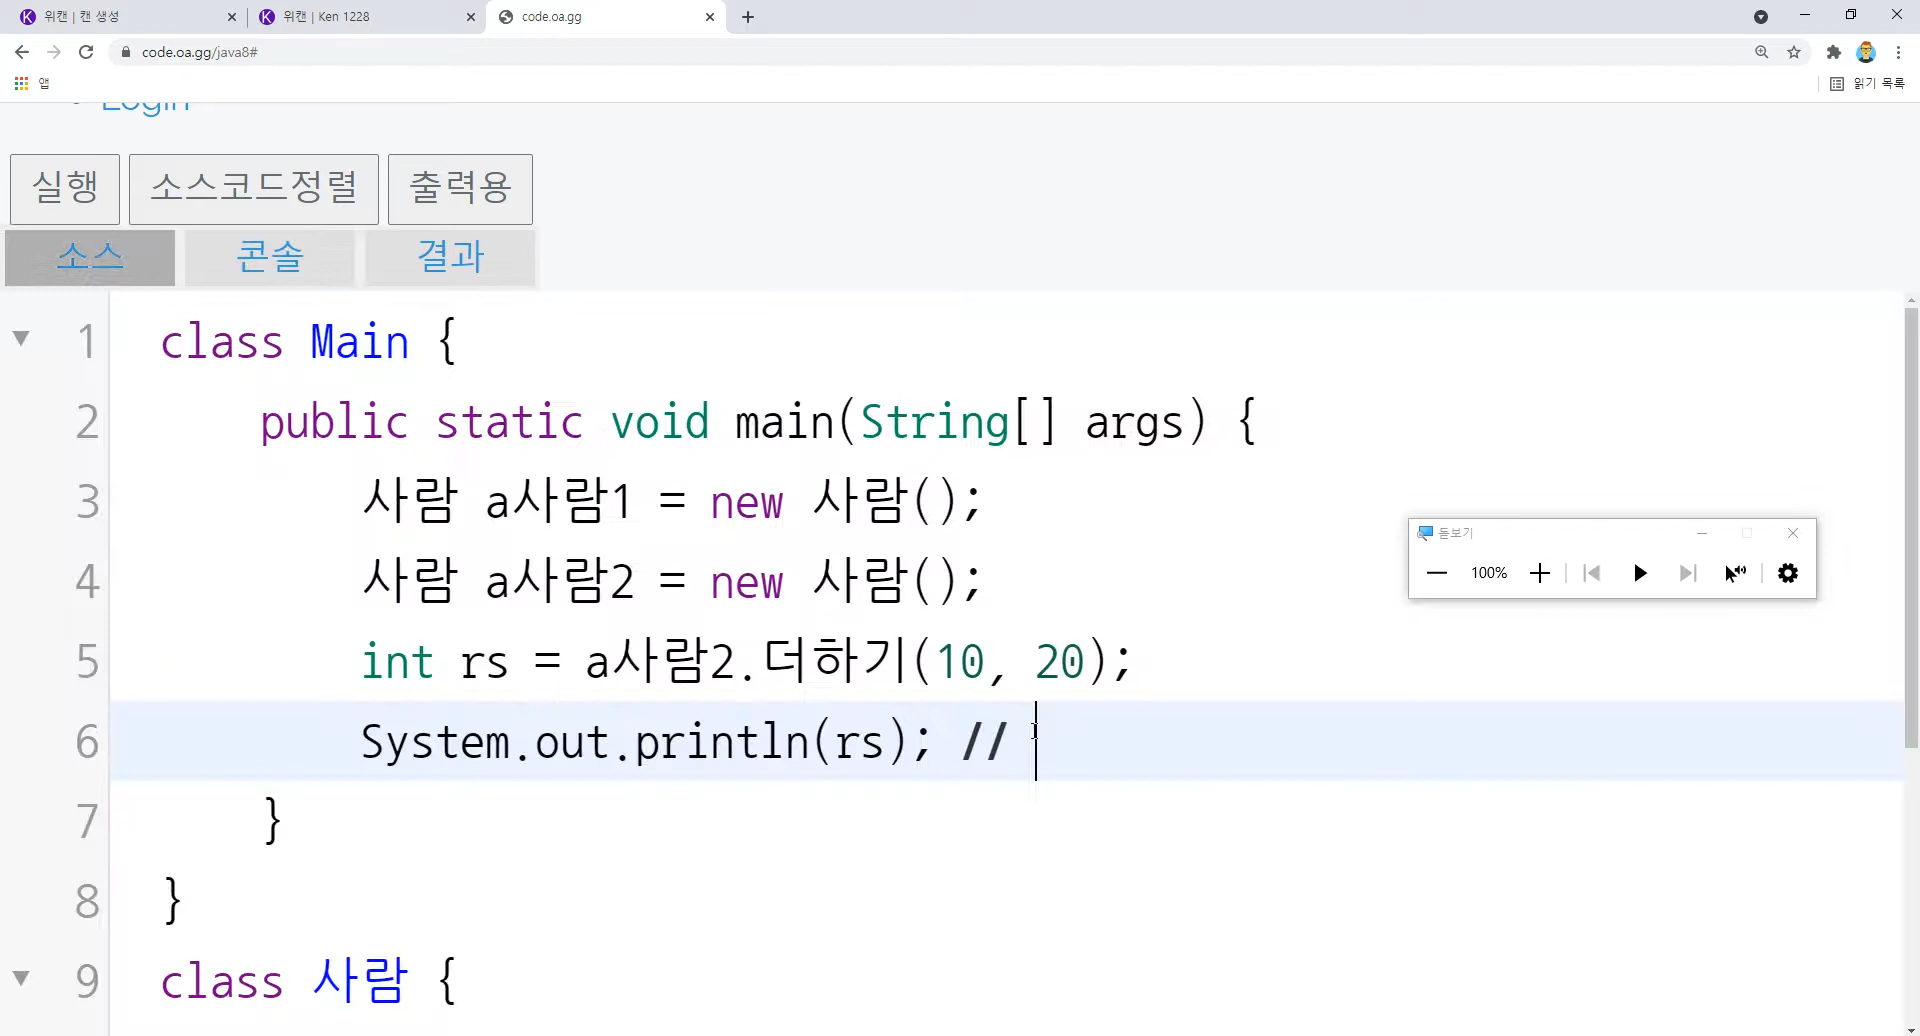 위캔 | 캔 생성
위캔 | Ken 1228
code.oa.gg
code.oa.gg/java8#
앱
읽기 목록
Login
실행 소스코드정렬 출력용
소스 콘솔 결과
1 class Main {
2 public static void main(String[] args) {
3 사람 a사람1 = new 사람();
4 사람 a사람2 = new 사람();
5 int rs = a사람2.더하기(10, 20);
6 System.out.println(rs); //
7 }
8 }
9 class 사람 {
돋보기
100%